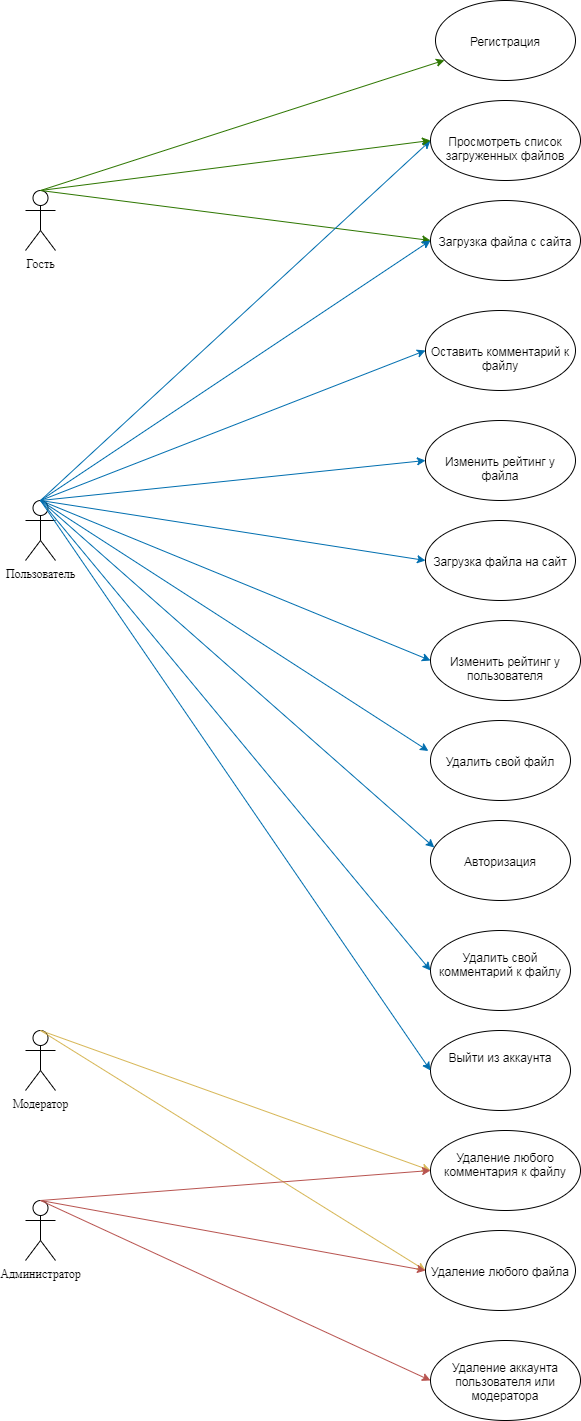 Регистрация
Просмотреть список
загруженных файлов
Загрузка файла с сайта
Гость
Оставить комментарий к
файлу
Изменить рейтинг у
файла
Загрузка файла на сайт
Пользователь
Изменить рейтинг у
пользователя
Удалить свой файл
Авторизация
Удалить свой
комментарий к файлу
Выйти из аккаунта
Модератор
Удаление любого
комментария к файлу
Удаление любого файла
Администратор
Удаление аккаунта
пользователя или
модератора